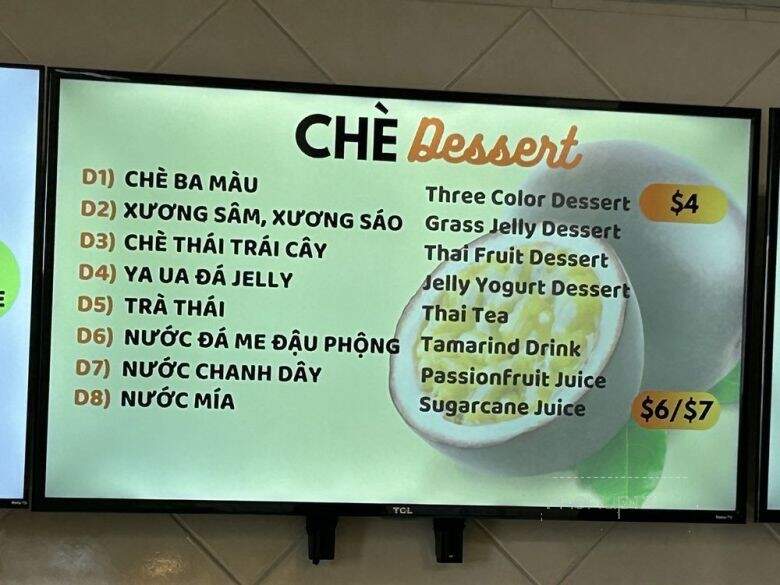 CHÈ Dessert
D1) CHÈ BA MÀU Three Color Dessert $4
D2) XƯƠNG SÂM, XƯƠNG SÁO Grass Jelly Dessert
D3) CHÈ THÁI TRÁI CÂY Thai Fruit Dessert
D4) YA UA ĐÁ JELLY Jelly Yogurt Dessert
D5) TRÀ THÁI Thai Tea
D6) NƯỚC ĐÁ ME ĐẬU PHỘNG Tamarind Drink
D7) NƯỚC CHANH DÂY Passionfruit Juice
D8) NƯỚC MÍA Sugarcane Juice $6/$7
TCL